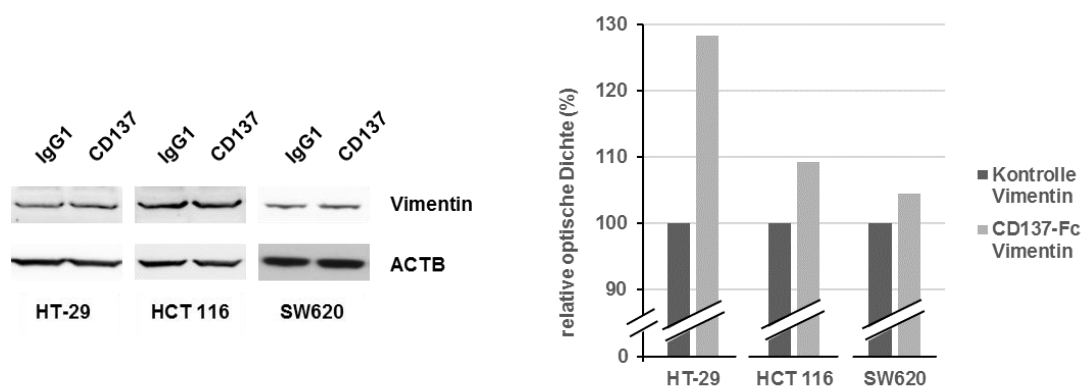 IgG1
CD137
IgG1
CD137
IgG1
CD137
Vimentin
ACTB
HT-29
HCT 116
SW620
relative optische Dichte (%)
130
120
110
100
90
0
HT-29
HCT 116
SW620
Kontrolle
Vimentin
CD137-Fc
Vimentin